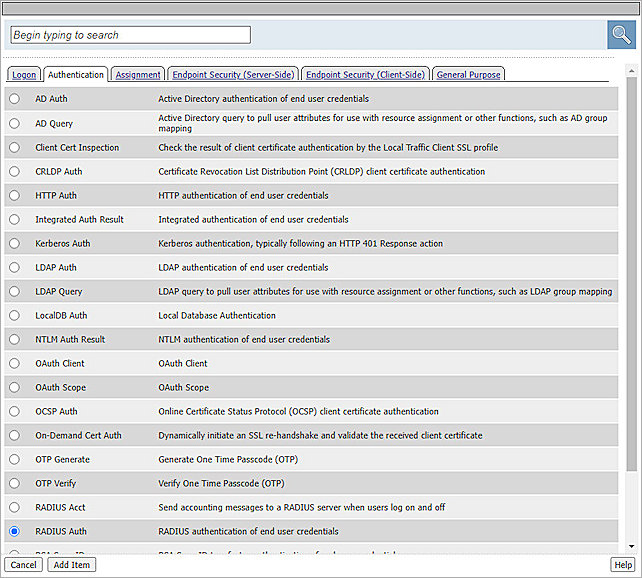 Begin typing to search
Logon Authentication Assignment Endpoint Security (Server-Side) Endpoint Security (Client-Side) General Purpose
AD Auth Active Directory authentication of end user credentials
AD Query Active Directory query to pull user attributes for use with resource assignment or other functions, such as AD group
mapping
Client Cert Inspection Check the result of client certificate authentication by the Local Traffic Client SSL profile
CRLDP Auth Certificate Revocation List Distribution Point (CRLDP) client certificate authentication
HTTP Auth HTTP authentication of end user credentials
Integrated Auth Result Integrated authentication of end user credentials
Kerberos Auth Kerberos authentication, typically following an HTTP 401 Response action
LDAP Auth LDAP authentication of end user credentials
LDAP Query LDAP query to pull user attributes for use with resource assignment or other functions, such as LDAP group mapping
LocalDB Auth Local Database Authentication
NTLM Auth Result NTLM authentication of end user credentials
OAuth Client OAuth Client
OAuth Scope OAuth Scope
OCSP Auth Online Certificate Status Protocol (OCSP) client certificate authentication
On-Demand Cert Auth Dynamically initiate an SSL re-handshake and validate the received client certificate
OTP Generate Generate One Time Passcode (OTP)
OTP Verify Verify One Time Passcode (OTP)
RADIUS Acct Send accounting messages to a RADIUS server when users log on and off
RADIUS Auth RADIUS authentication of end user credentials
Cancel Add Item Help